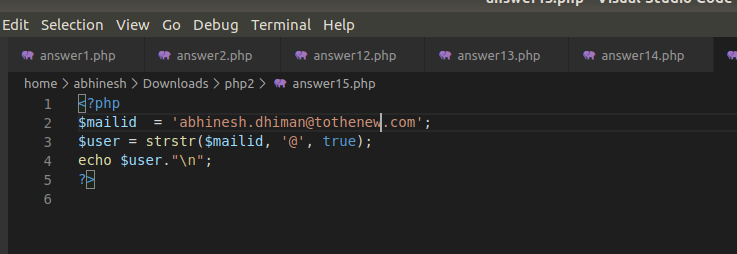 answer15.php - Visual Studio Code
Edit Selection View Go Debug Terminal Help
answer1.php answer2.php answer12.php answer13.php answer14.php
home > abhinesh > Downloads > php2 > answer15.php
1 <?php
2 $mailid  = 'abhinesh.dhiman@tothenew.com';
3 $user = strstr($mailid, '@', true);
4 echo $user."\n";
5 ?>
6